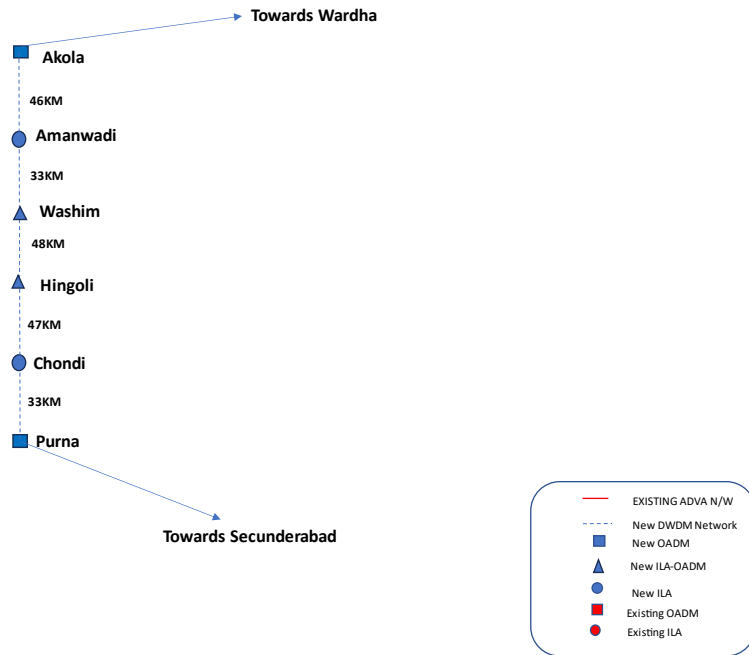 Towards Wardha
Akola
46KM
Amanwadi
33KM
Washim
48KM
Hingoli
47KM
Chondi
33KM
Purna
Towards Secunderabad
EXISTING ADVA N/W
New DWDM Network
New OADM
New ILA-OADM
New ILA
Existing OADM
Existing ILA